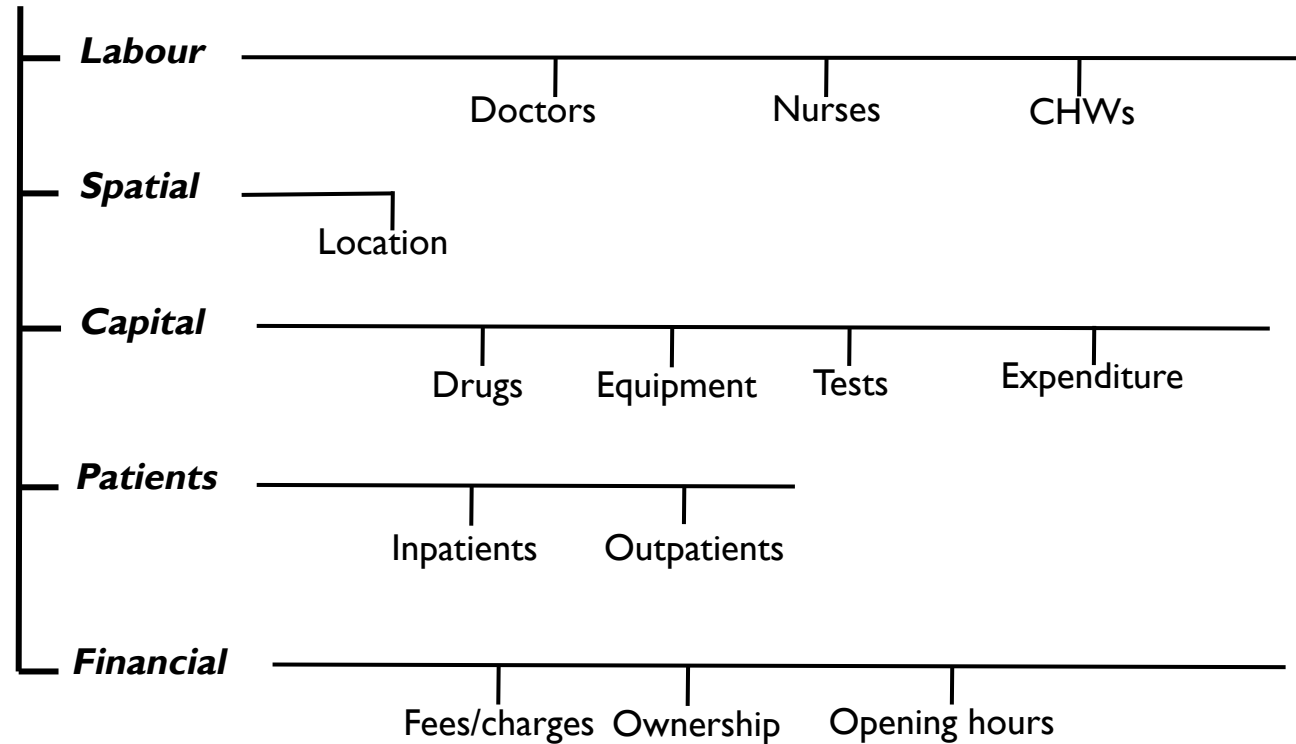 Labour
Doctors Nurses CHWs
Spatial
Location
Capital
Drugs Equipment Tests Expenditure
Patients
Inpatients Outpatients
Financial
Fees/charges Ownership Opening hours